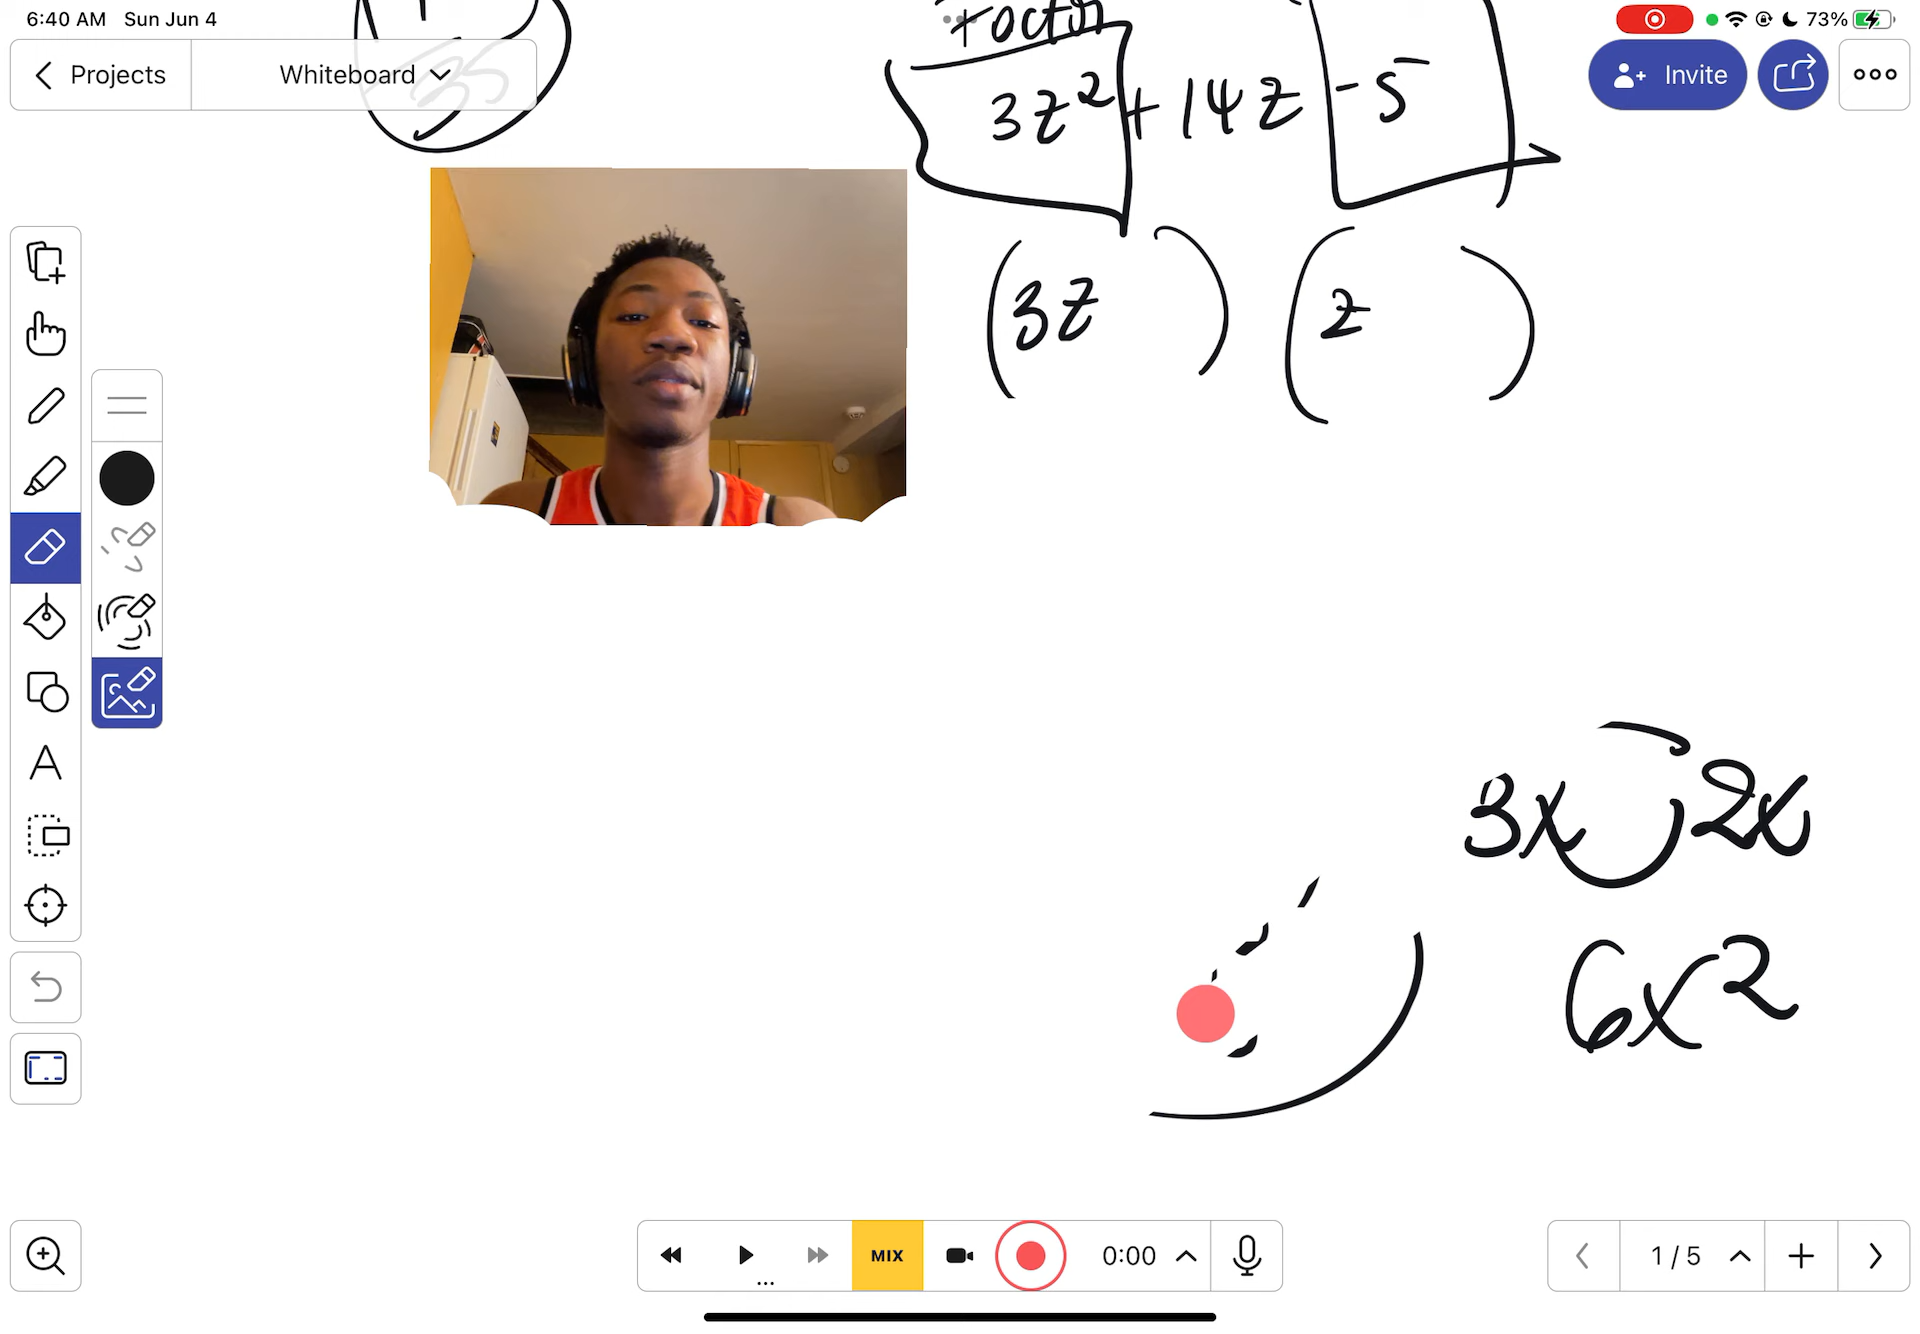 6:40 AM Sun Jun 4
73%
Projects
Whiteboard
Invite
Factor
3z² + 14z - 5
(3z ) (z )
3x 2x
6x²
A
MIX
0:00
1 / 5